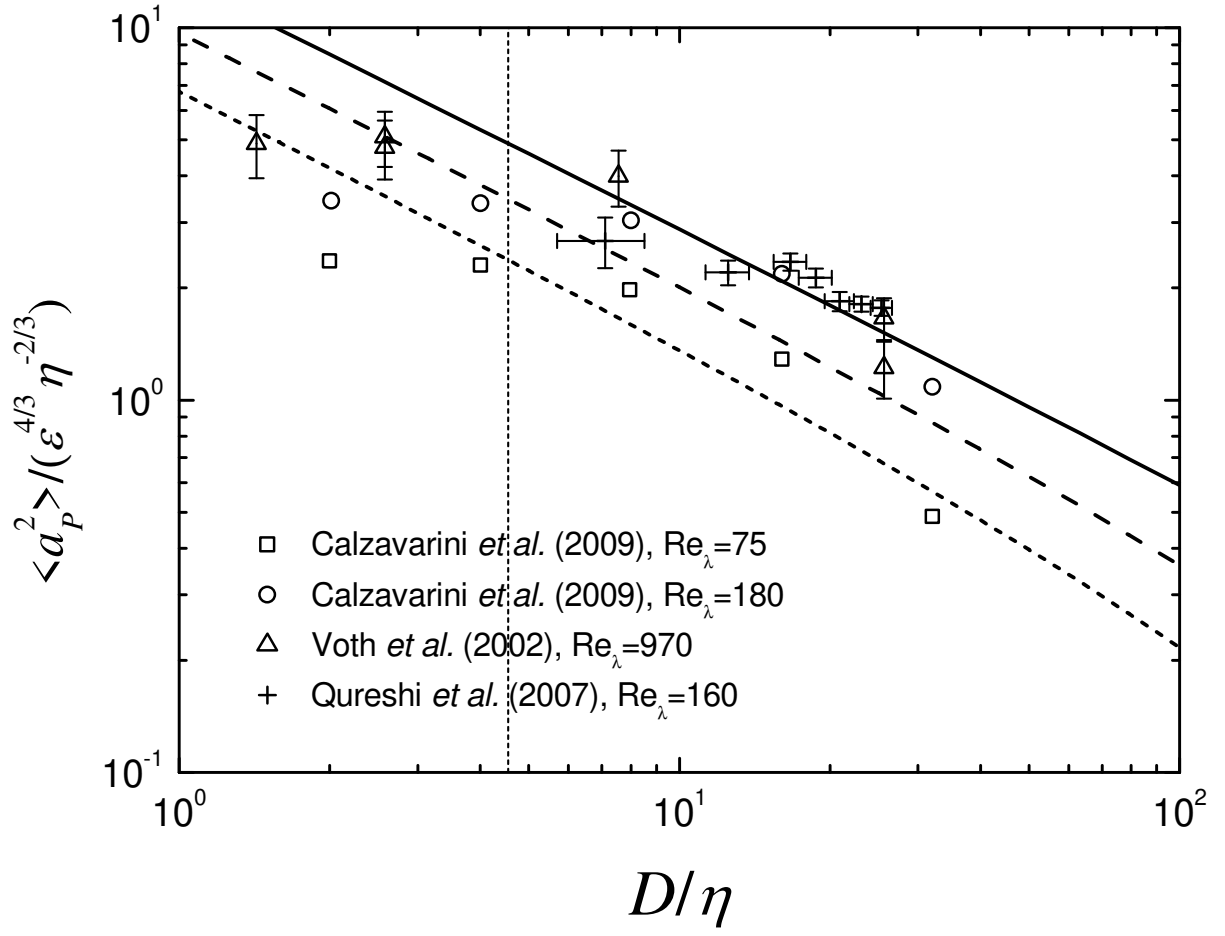 10^1
10^0
10^-1
<a_P^2>/(ε^4/3 η^-2/3)
Calzavarini et al. (2009), Re_λ=75
Calzavarini et al. (2009), Re_λ=180
Voth et al. (2002), Re_λ=970
Qureshi et al. (2007), Re_λ=160
10^0 10^1 10^2
D/η